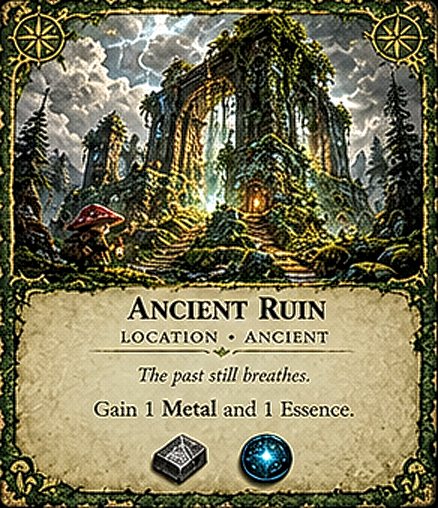 ANCIENT RUIN
LOCATION • ANCIENT
The past still breathes.
Gain 1 Metal and 1 Essence.